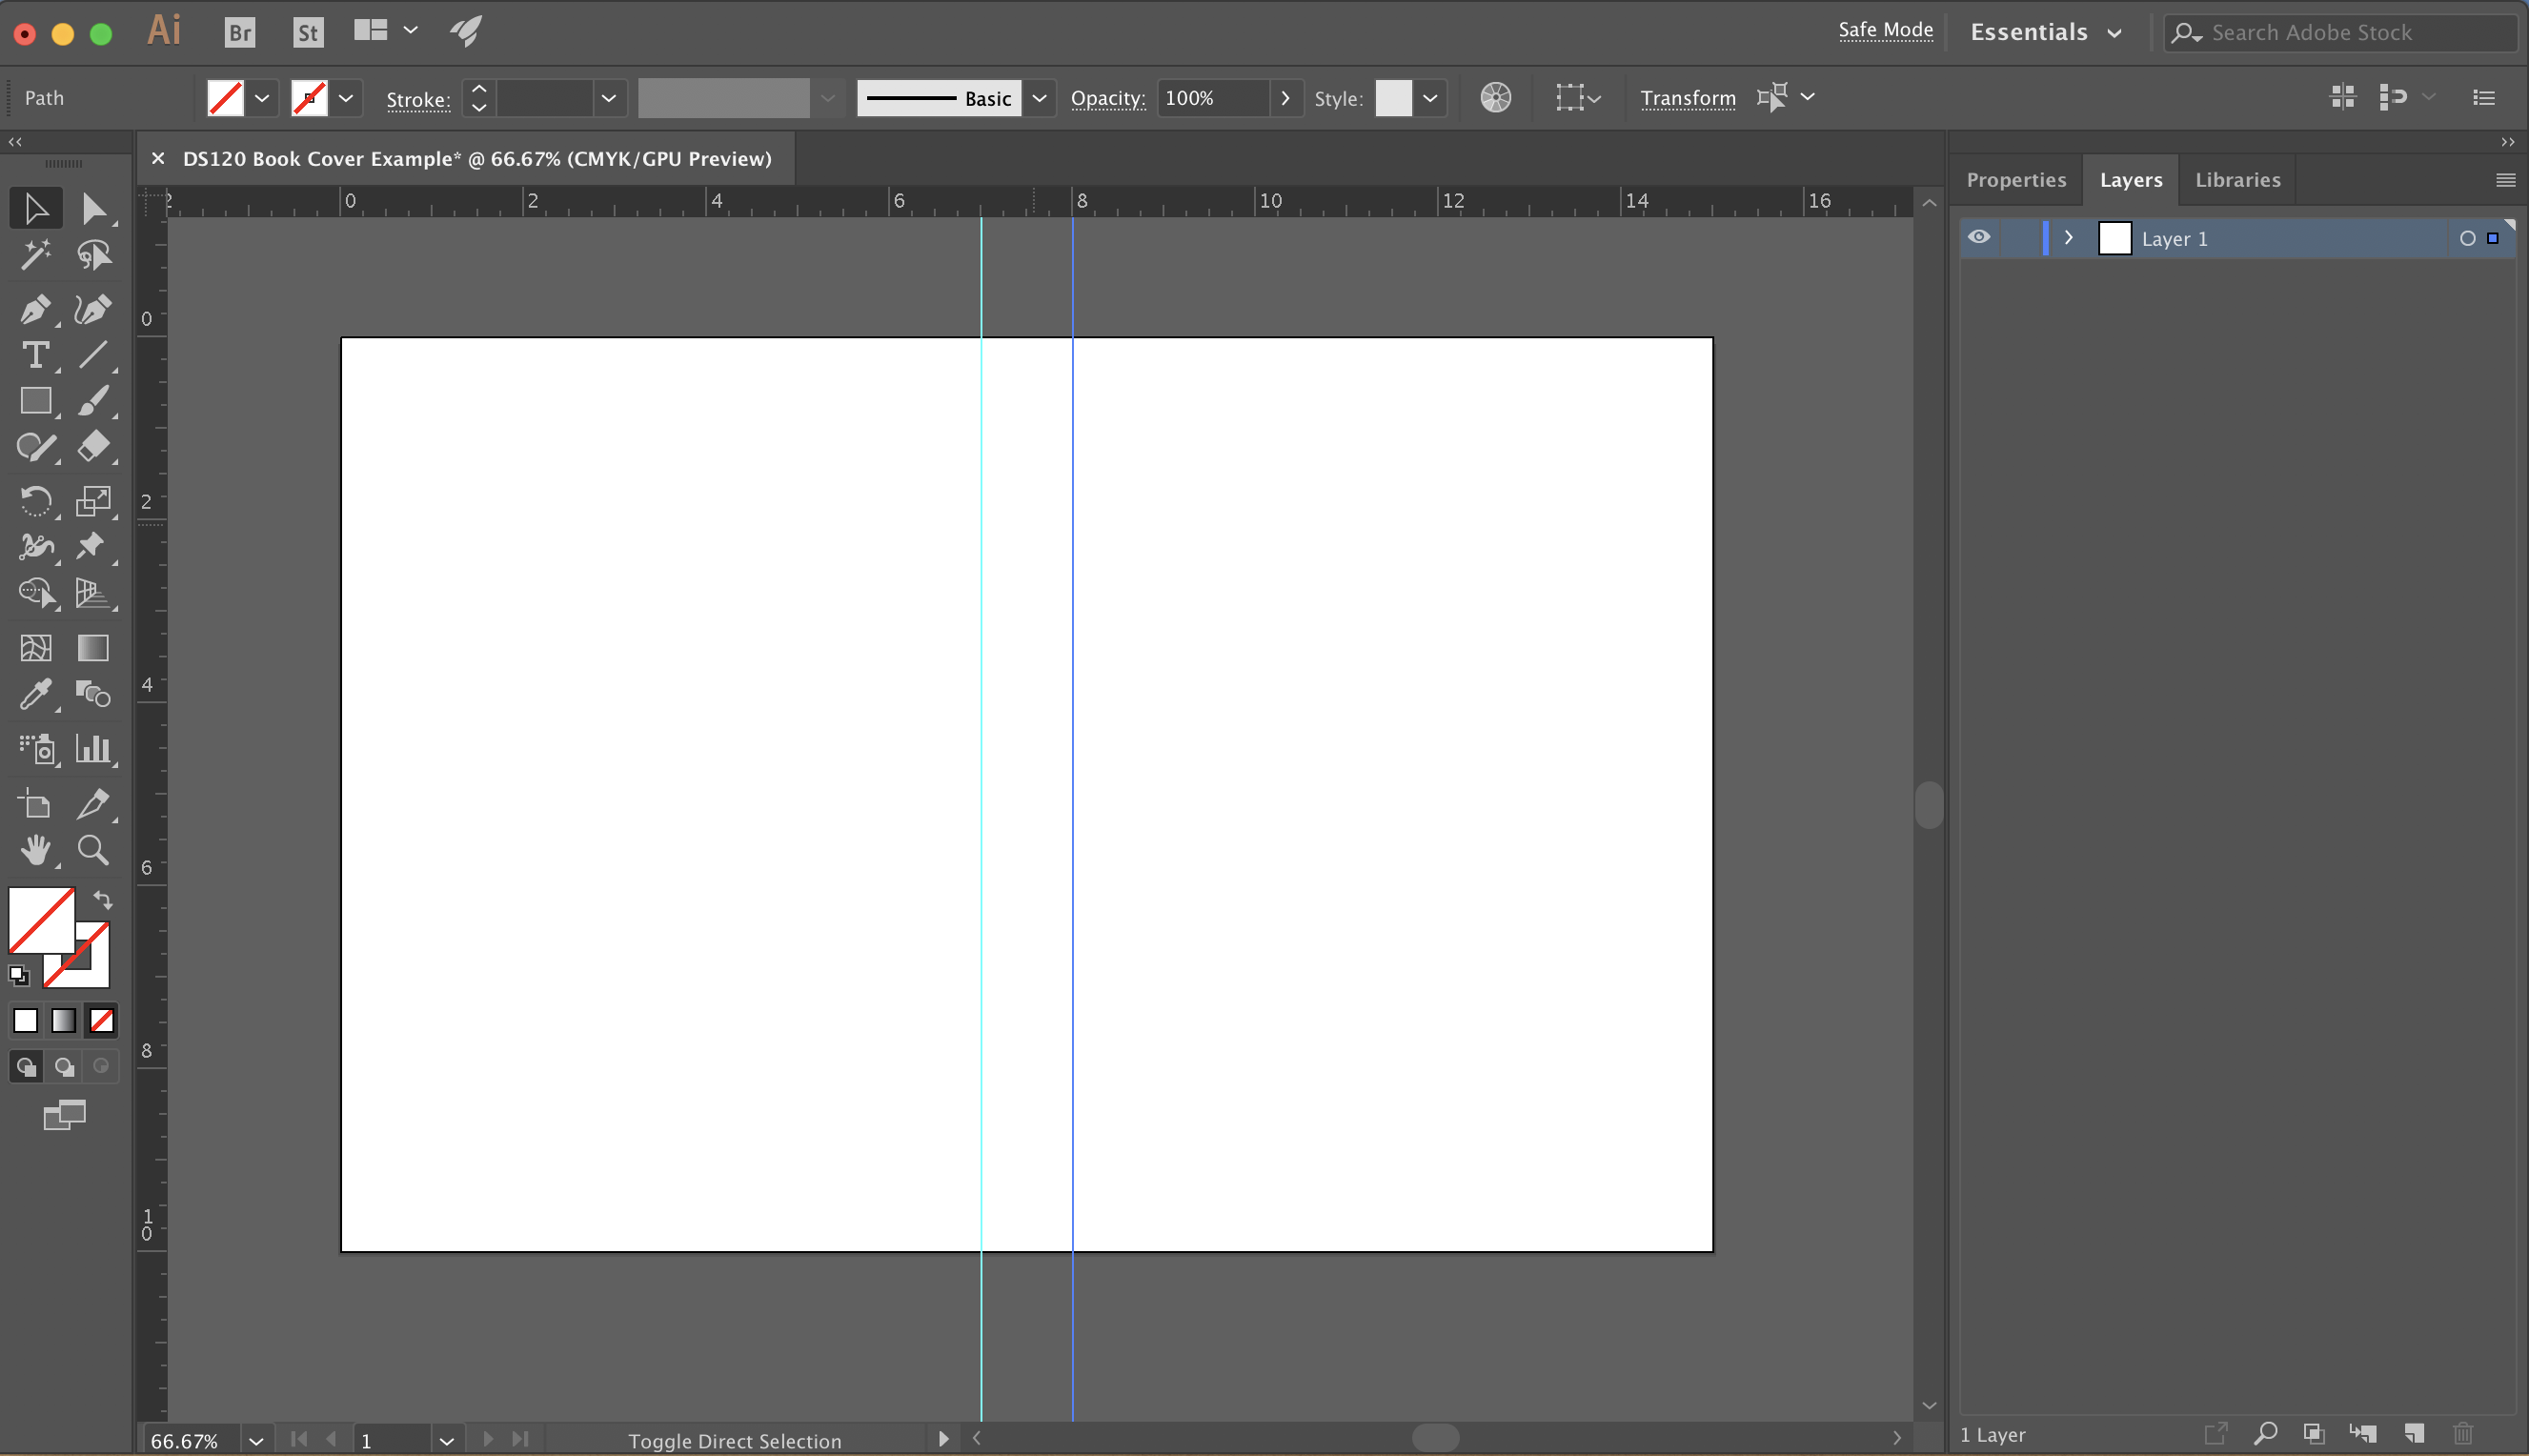 Ai Br St Safe Mode Essentials Search Adobe Stock
Path Stroke: Basic Opacity: 100% Style: Transform
DS120 Book Cover Example* @ 66.67% (CMYK/GPU Preview)
Properties Layers Libraries
2 0 2 4 6 8 10 12 14 16
Layer 1
0
2
4
6
8
10
66.67% 1 Toggle Direct Selection
1 Layer